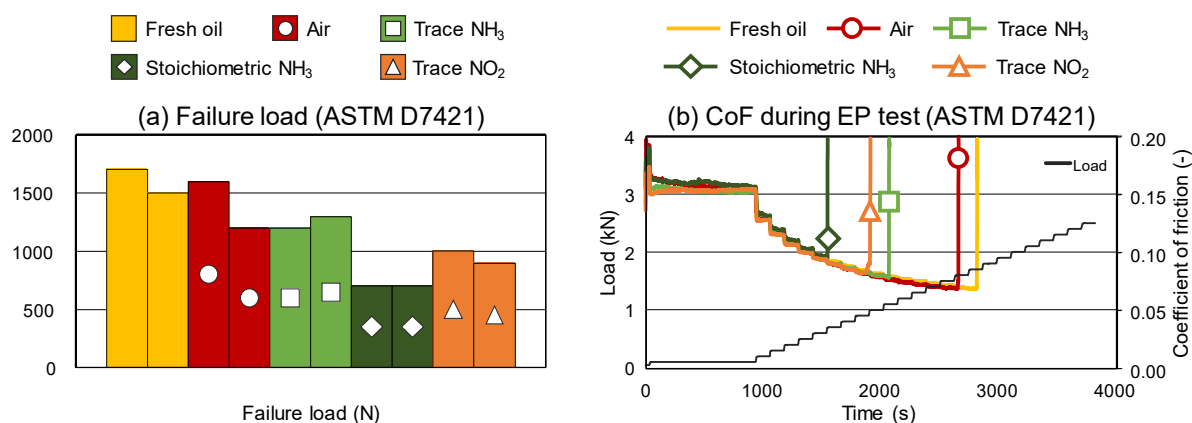 Fresh oil
Air
Trace NH₃
Stoichiometric NH₃
Trace NO₂
(a) Failure load (ASTM D7421)
2000
1500
1000
500
0
Failure load (N)
Fresh oil
Air
Trace NH₃
Stoichiometric NH₃
Trace NO₂
(b) CoF during EP test (ASTM D7421)
Load (kN)
4
3
2
1
0
Load
0.20
0.15
0.10
0.05
0.00
Coefficient of friction (-)
0
1000
2000
3000
4000
Time (s)